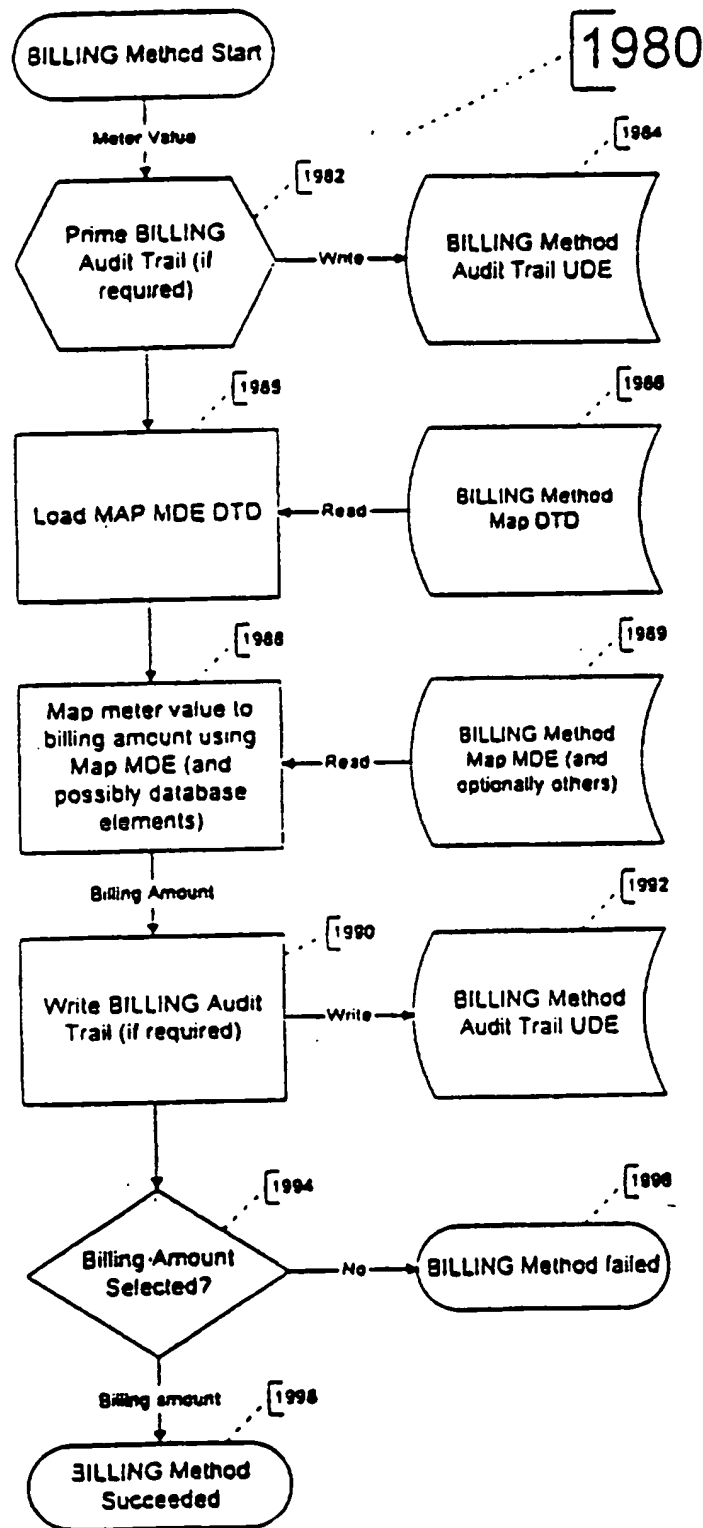 BILLING Method Start
1980
Meter Value
1982
1984
Prime BILLING
Audit Trail (if
required)
Write
BILLING Method
Audit Trail UDE
1985
1986
Load MAP MDE DTD
Read
BILLING Method
Map DTD
1988
1989
Map meter value to
billing amount using
Map MDE (and
possibly database
elements)
Read
BILLING Method
Map MDE (and
optionally others)
Billing Amount
1990
1992
Write BILLING Audit
Trail (if required)
Write
BILLING Method
Audit Trail UDE
1994
1996
Billing Amount
Selected?
No
BILLING Method failed
Billing amount
1998
BILLING Method
Succeeded